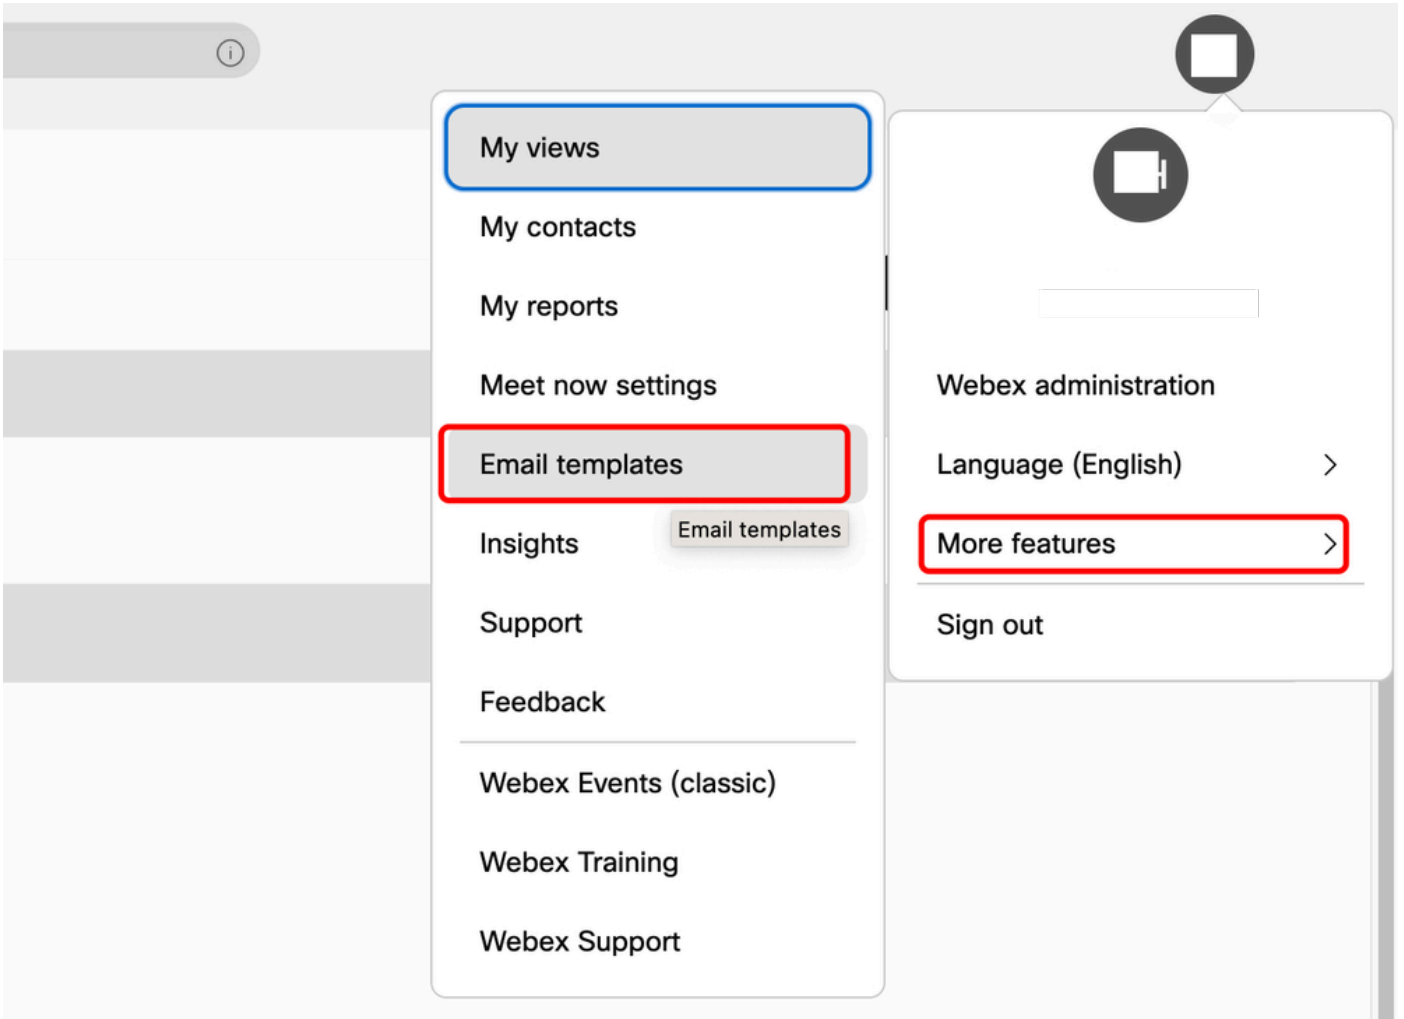 My views
My contacts
My reports
Meet now settings
Email templates
Email templates
Insights
Support
Feedback
Webex Events (classic)
Webex Training
Webex Support
Webex administration
Language (English)
More features
Sign out